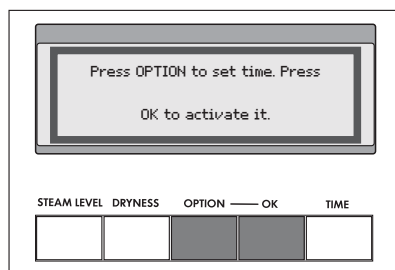 Press OPTION to set time. Press
OK to activate it.
STEAM LEVEL DRYNESS OPTION OK TIME